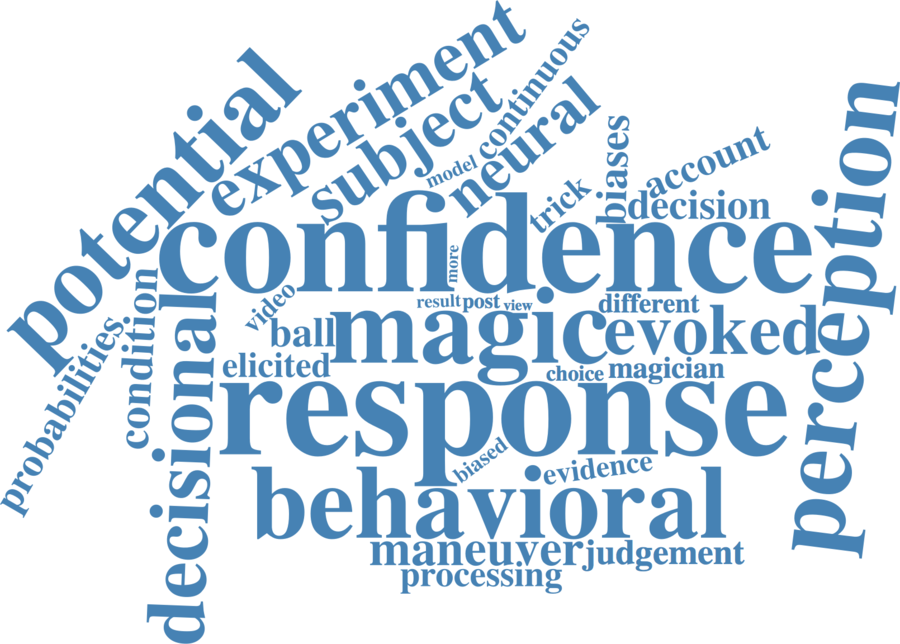 potential
experiment
subject
continuous
model
neural
trick
biases
account
decision
perception
confidence
more
condition
probabilities
decisional
video
result
post
view
different
ball
magic
evoked
elicited
choice
magician
response
biased
evidence
behavioral
maneuver
judgement
processing